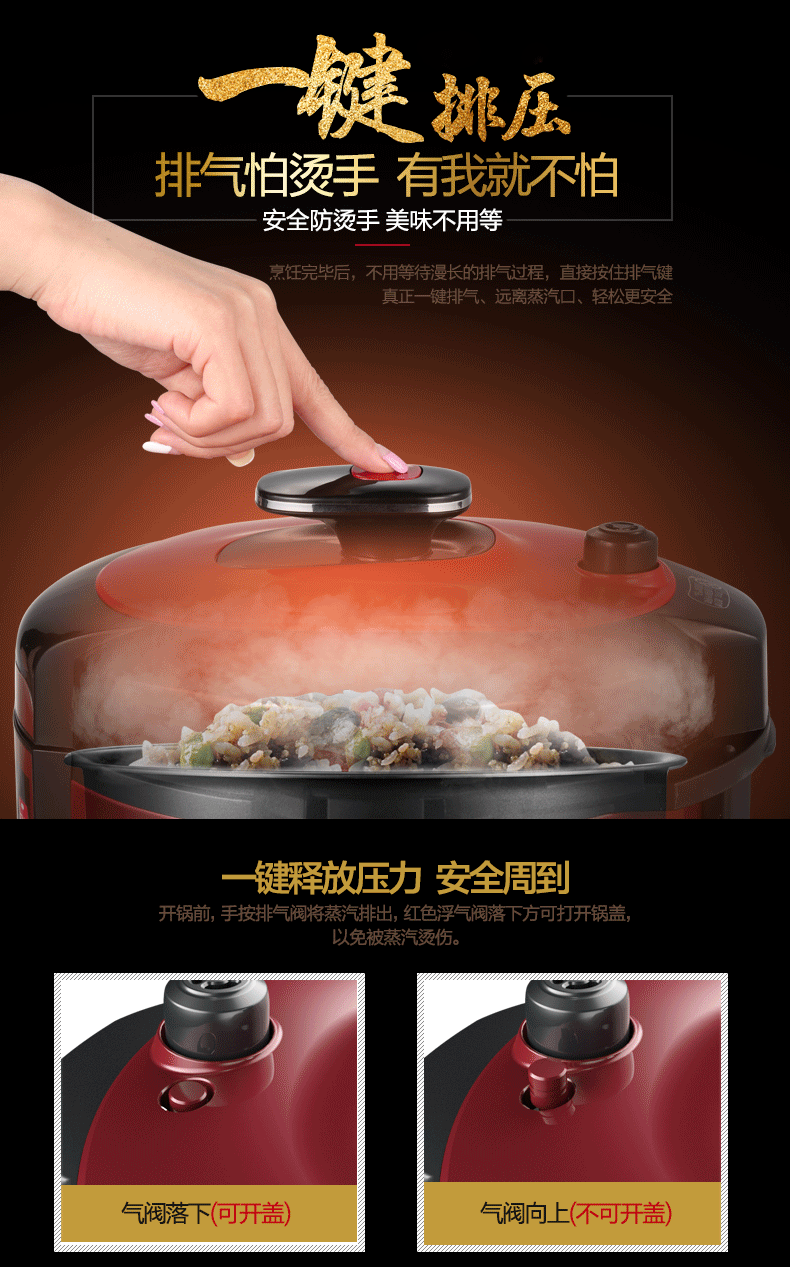 一键排压
排气怕烫手 有我就不怕
安全防烫手 美味不用等
烹饪完毕后，不用等待漫长的排气过程，直接按住排气键
真正一键排气、远离蒸汽口、轻松更安全
一键释放压力 安全周到
开锅前, 手按排气阀将蒸汽排出, 红色浮气阀落下方可打开锅盖,
以免被蒸汽烫伤。
气阀落下(可开盖)
气阀向上(不可开盖)